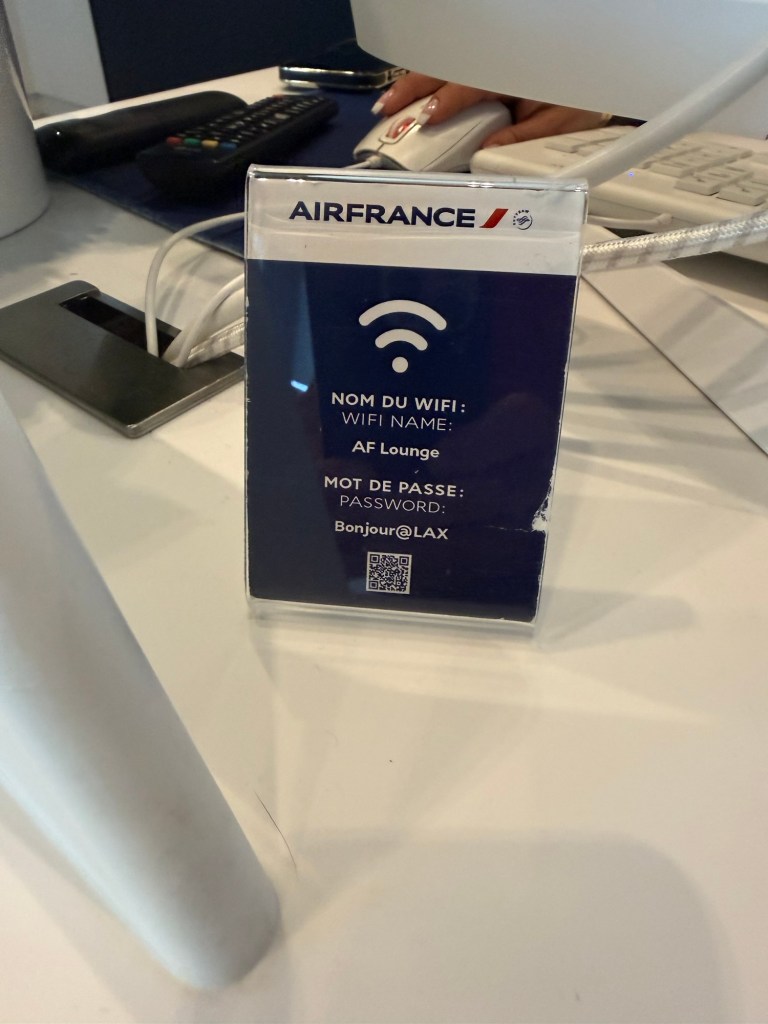 AIRFRANCE
NOM DU WIFI:
WIFI NAME:
AF Lounge
MOT DE PASSE:
PASSWORD:
Bonjour@LAX